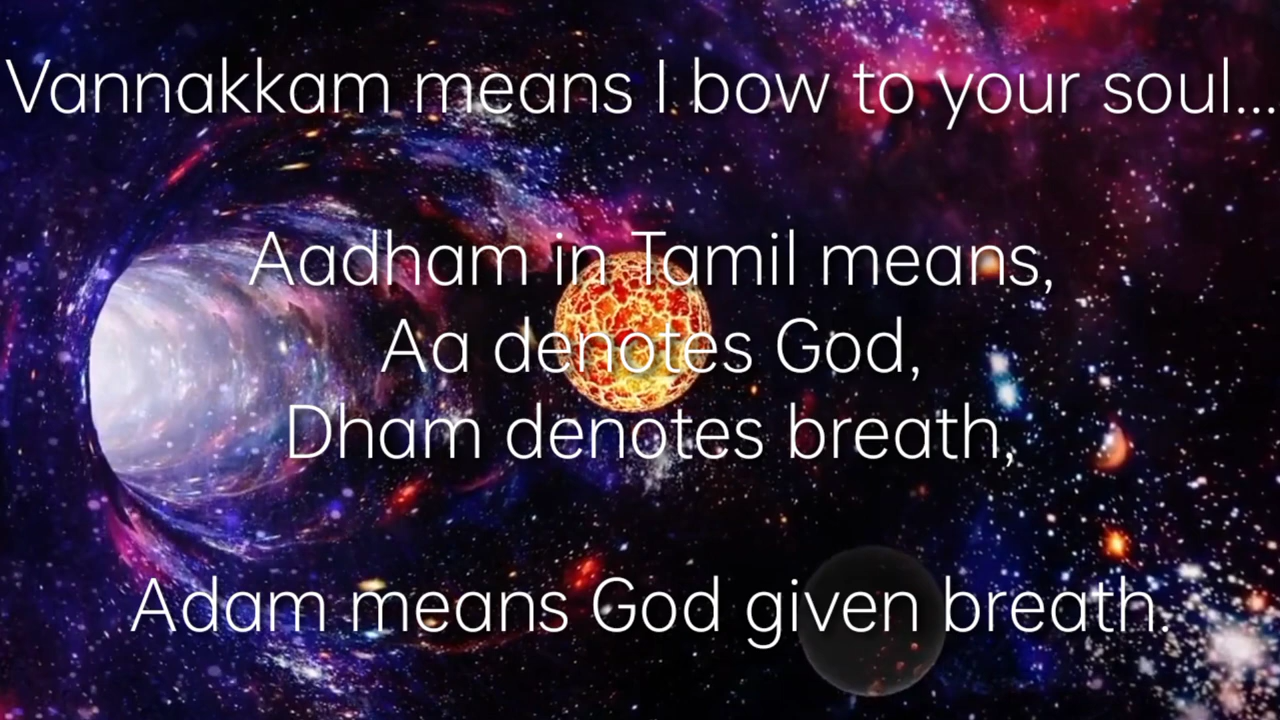 Vannakkam means I bow to your soul...
Aadham in Tamil means,
Aa denotes God,
Dham denotes breath,
Adam means God given breath.